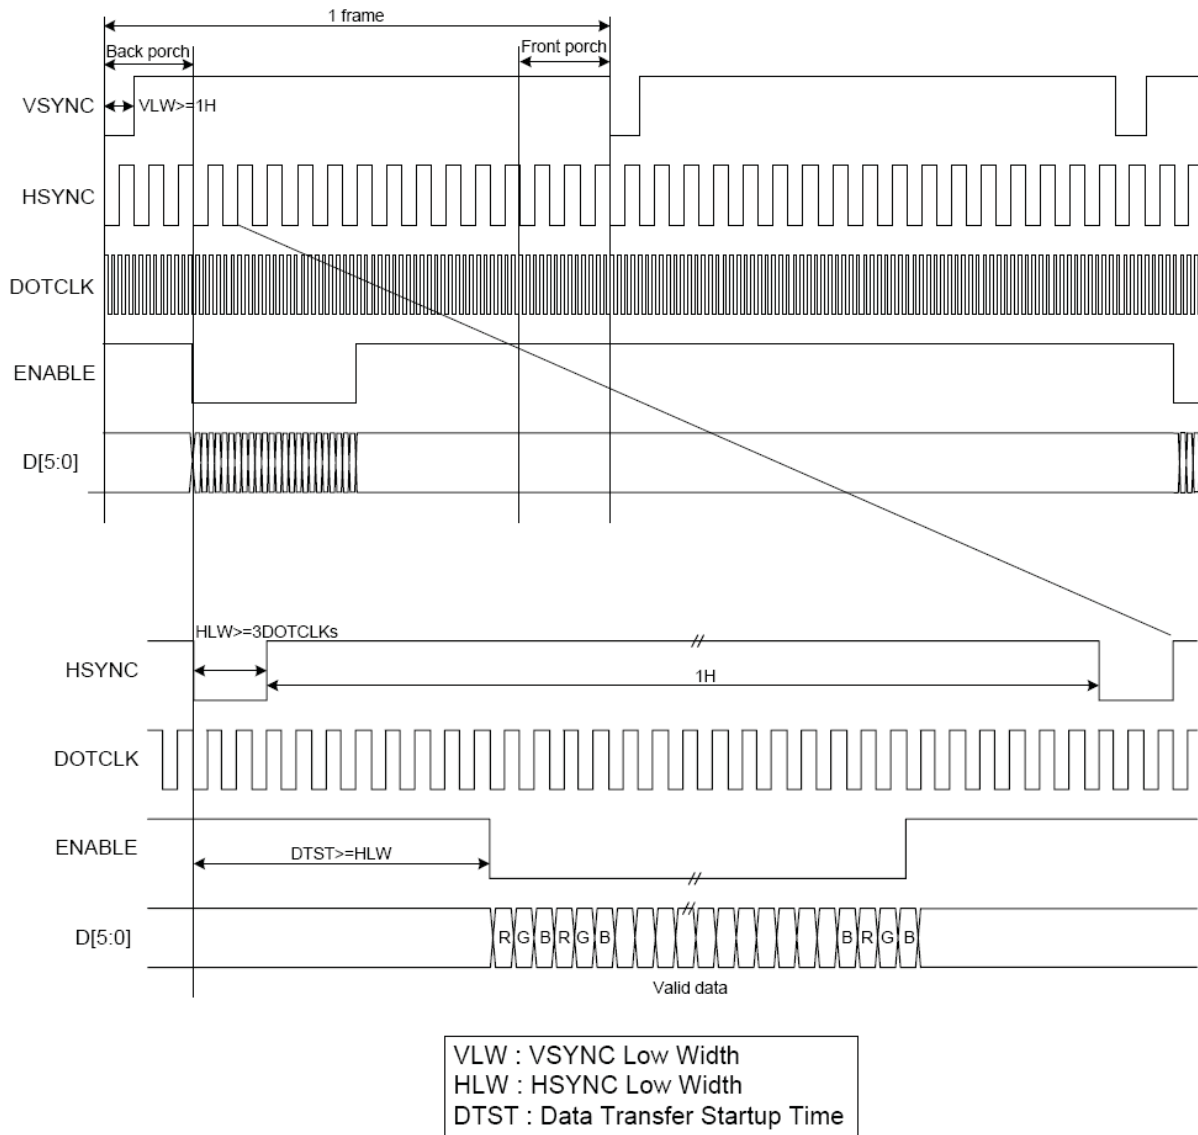 1 frame
Back porch
Front porch
VSYNC
VLW>=1H
HSYNC
DOTCLK
ENABLE
D[5:0]
HLW>=3DOTCLKs
HSYNC
1H
DOTCLK
ENABLE
DTST>=HLW
D[5:0]
R G B R G B B R G B
Valid data
VLW : VSYNC Low Width
HLW : HSYNC Low Width
DTST : Data Transfer Startup Time